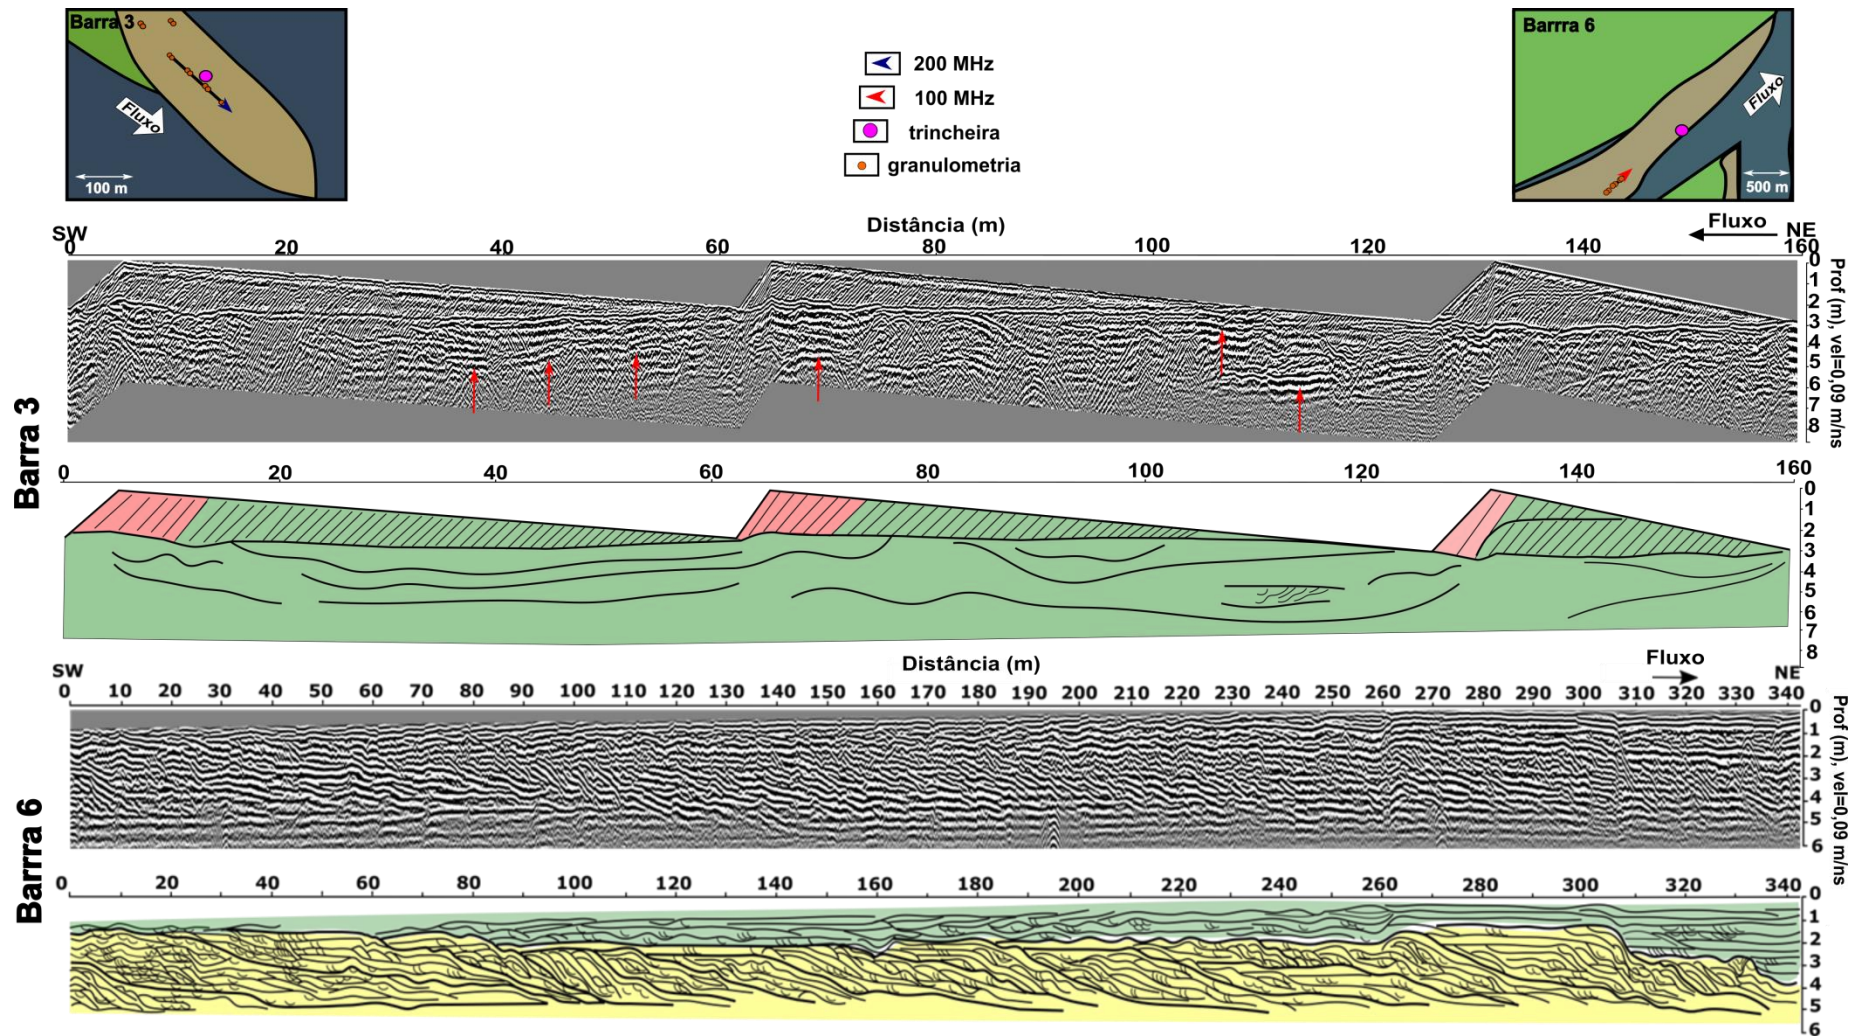 Barra 3
Fluxo
100 m
200 MHz
100 MHz
trincheira
granulometria
Barrra 6
Fluxo
500 m
SW
Distância (m)
Fluxo
NE
0 20 40 60 80 100 120 140 160
0
1
2
3
4
5
6
7
8
Prof (m), vel=0,09 m/ns
Barra 3
0 20 40 60 80 100 120 140 160
0
1
2
3
4
5
6
7
8
SW
Distância (m)
Fluxo
NE
0 10 20 30 40 50 60 70 80 90 100 110 120 130 140 150 160 170 180 190 200 210 220 230 240 250 260 270 280 290 300 310 320 330 340
0
1
2
3
4
5
6
Prof (m), vel=0,09 m/ns
Barrra 6
0 20 40 60 80 100 120 140 160 180 200 220 240 260 280 300 320 340
0
1
2
3
4
5
6